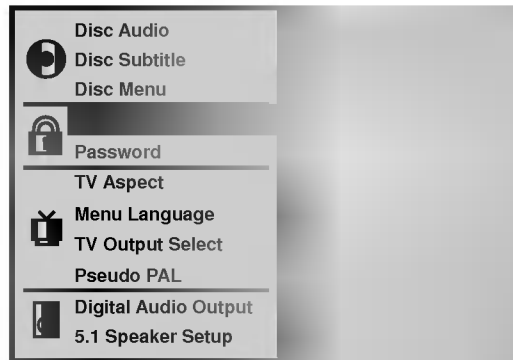 Disc Audio
Disc Subtitle
Disc Menu
Password
TV Aspect
Menu Language
TV Output Select
Pseudo PAL
Digital Audio Output
5.1 Speaker Setup